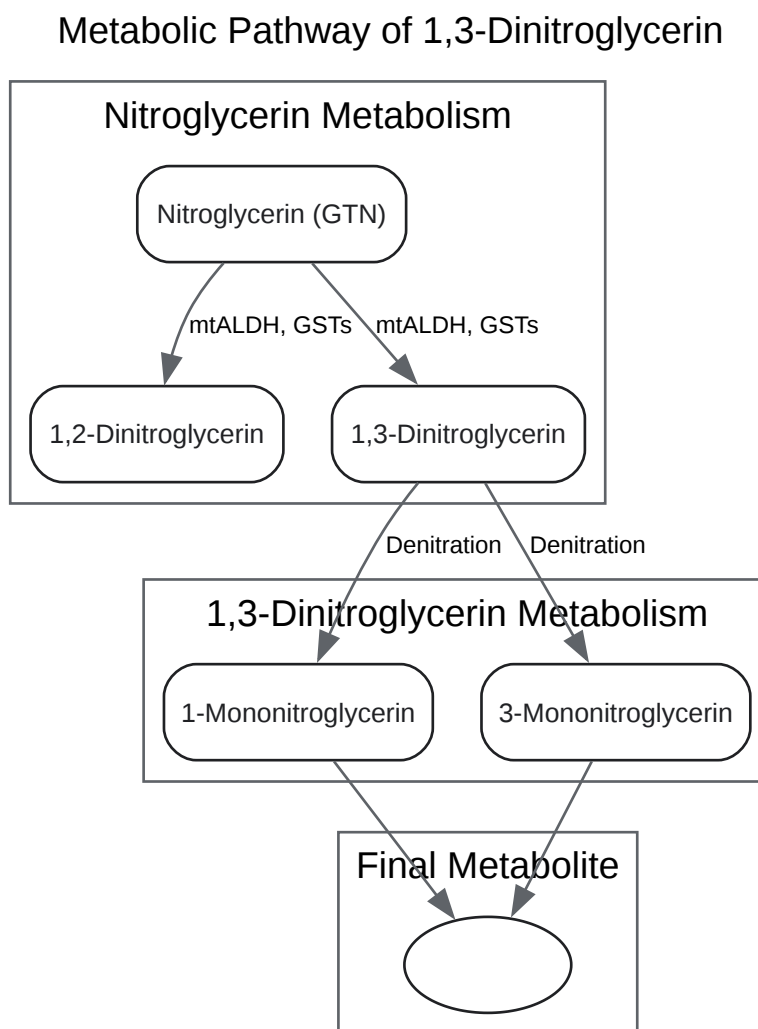 Metabolic Pathway of 1,3-Dinitroglycerin
Nitroglycerin Metabolism
Nitroglycerin (GTN)
mtALDH, GSTs
mtALDH, GSTs
1,2-Dinitroglycerin
1,3-Dinitroglycerin
Denitration
Denitration
1,3-Dinitroglycerin Metabolism
1-Mononitroglycerin
3-Mononitroglycerin
Final Metabolite